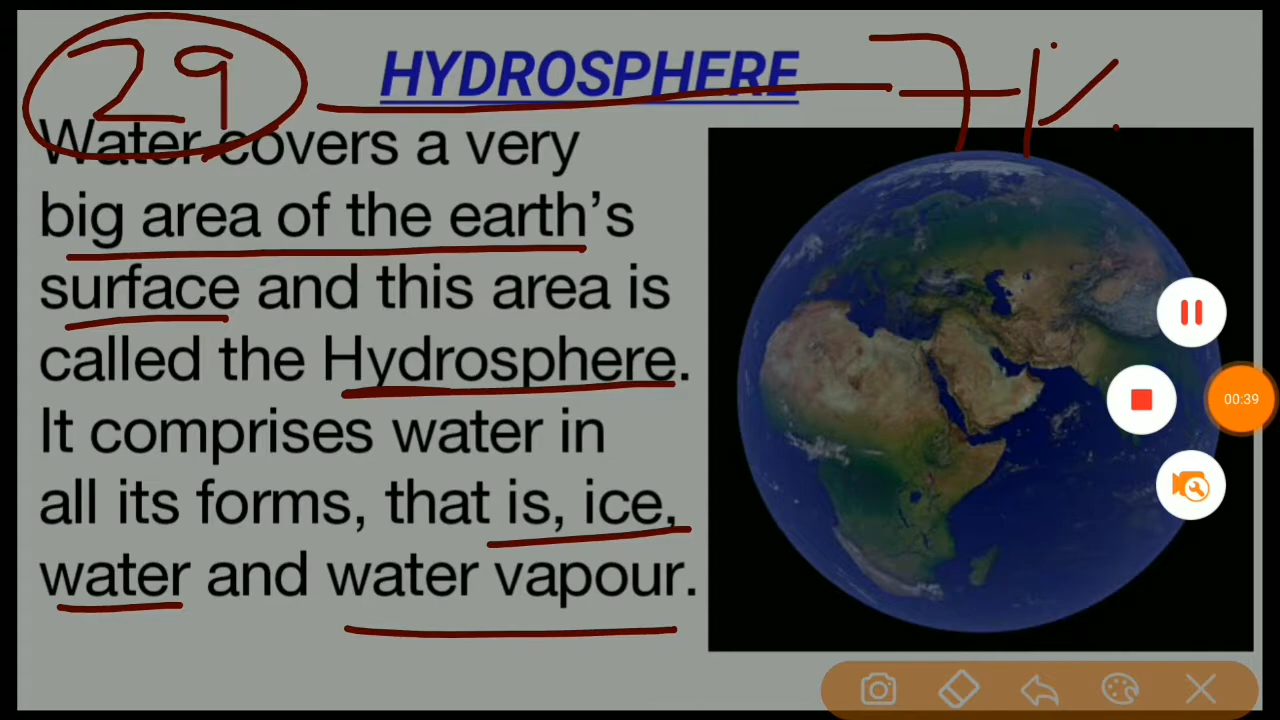 29
HYDROSPHERE
71%
Water covers a very
big area of the earth’s
surface and this area is
called the Hydrosphere.
It comprises water in
all its forms, that is, ice,
water and water vapour.
00:39